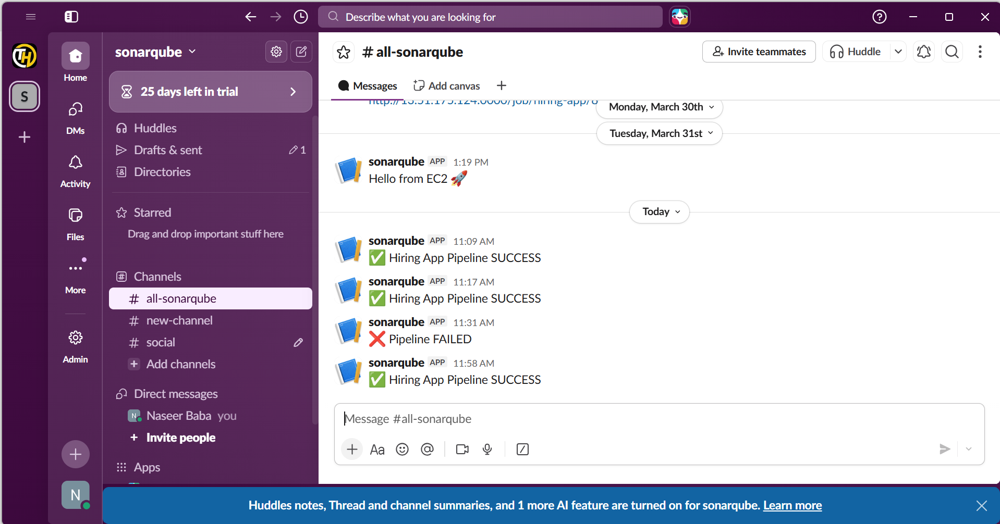 Describe what you are looking for
TH
S
Home
DMs
Activity
Files
More
Admin
N
sonarqube
25 days left in trial
Huddles
Drafts & sent
1
Directories
Starred
Drag and drop important stuff here
Channels
# all-sonarqube
# new-channel
# social
+ Add channels
Direct messages
N Naseer Baba you
+ Invite people
Apps
# all-sonarqube
Invite teammates
Huddle
Messages
Add canvas
Monday, March 30th
Tuesday, March 31st
sonarqube APP 1:19 PM
Hello from EC2 🚀
Today
sonarqube APP 11:09 AM
✅ Hiring App Pipeline SUCCESS
sonarqube APP 11:17 AM
✅ Hiring App Pipeline SUCCESS
sonarqube APP 11:31 AM
❌ Pipeline FAILED
sonarqube APP 11:58 AM
✅ Hiring App Pipeline SUCCESS
Message #all-sonarqube
Aa
Huddles notes, Thread and channel summaries, and 1 more AI feature are turned on for sonarqube. Learn more